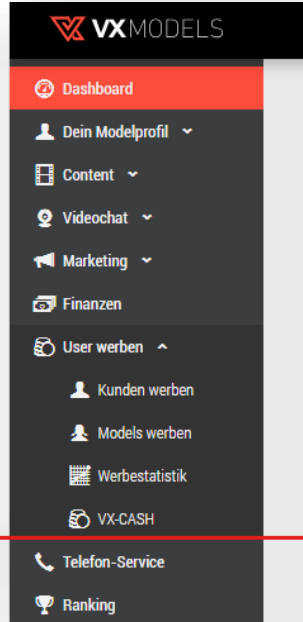 VXMODELS
Dashboard
Dein Modelprofil
Content
Videochat
Marketing
Finanzen
User werben
Kunden werben
Models werben
Werbestatistik
VX-CASH
Telefon-Service
Ranking